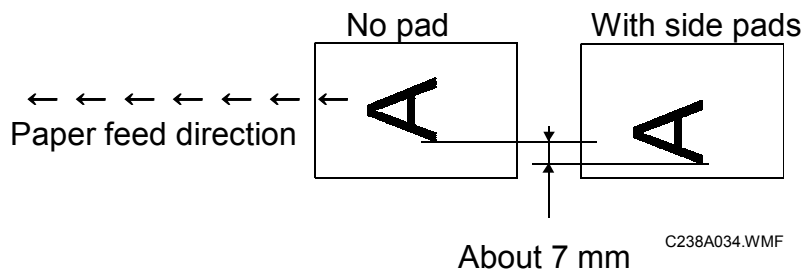 No pad
With side pads
A
A
← ← ← ← ← ← ←
Paper feed direction
About 7 mm
C238A034.WMF